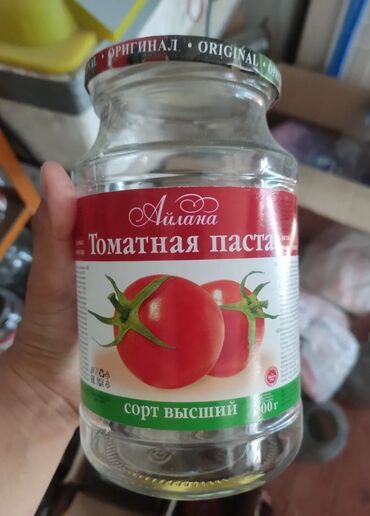 ОРИГИНАЛ • ORIGINAL •
Айлана
Томатная паста
сорт высший